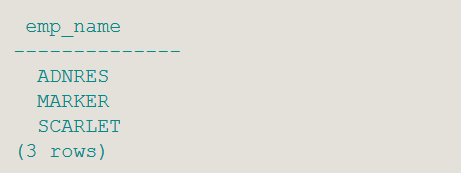 emp_name
--------------
ADNRES
MARKER
SCARLET
(3 rows)